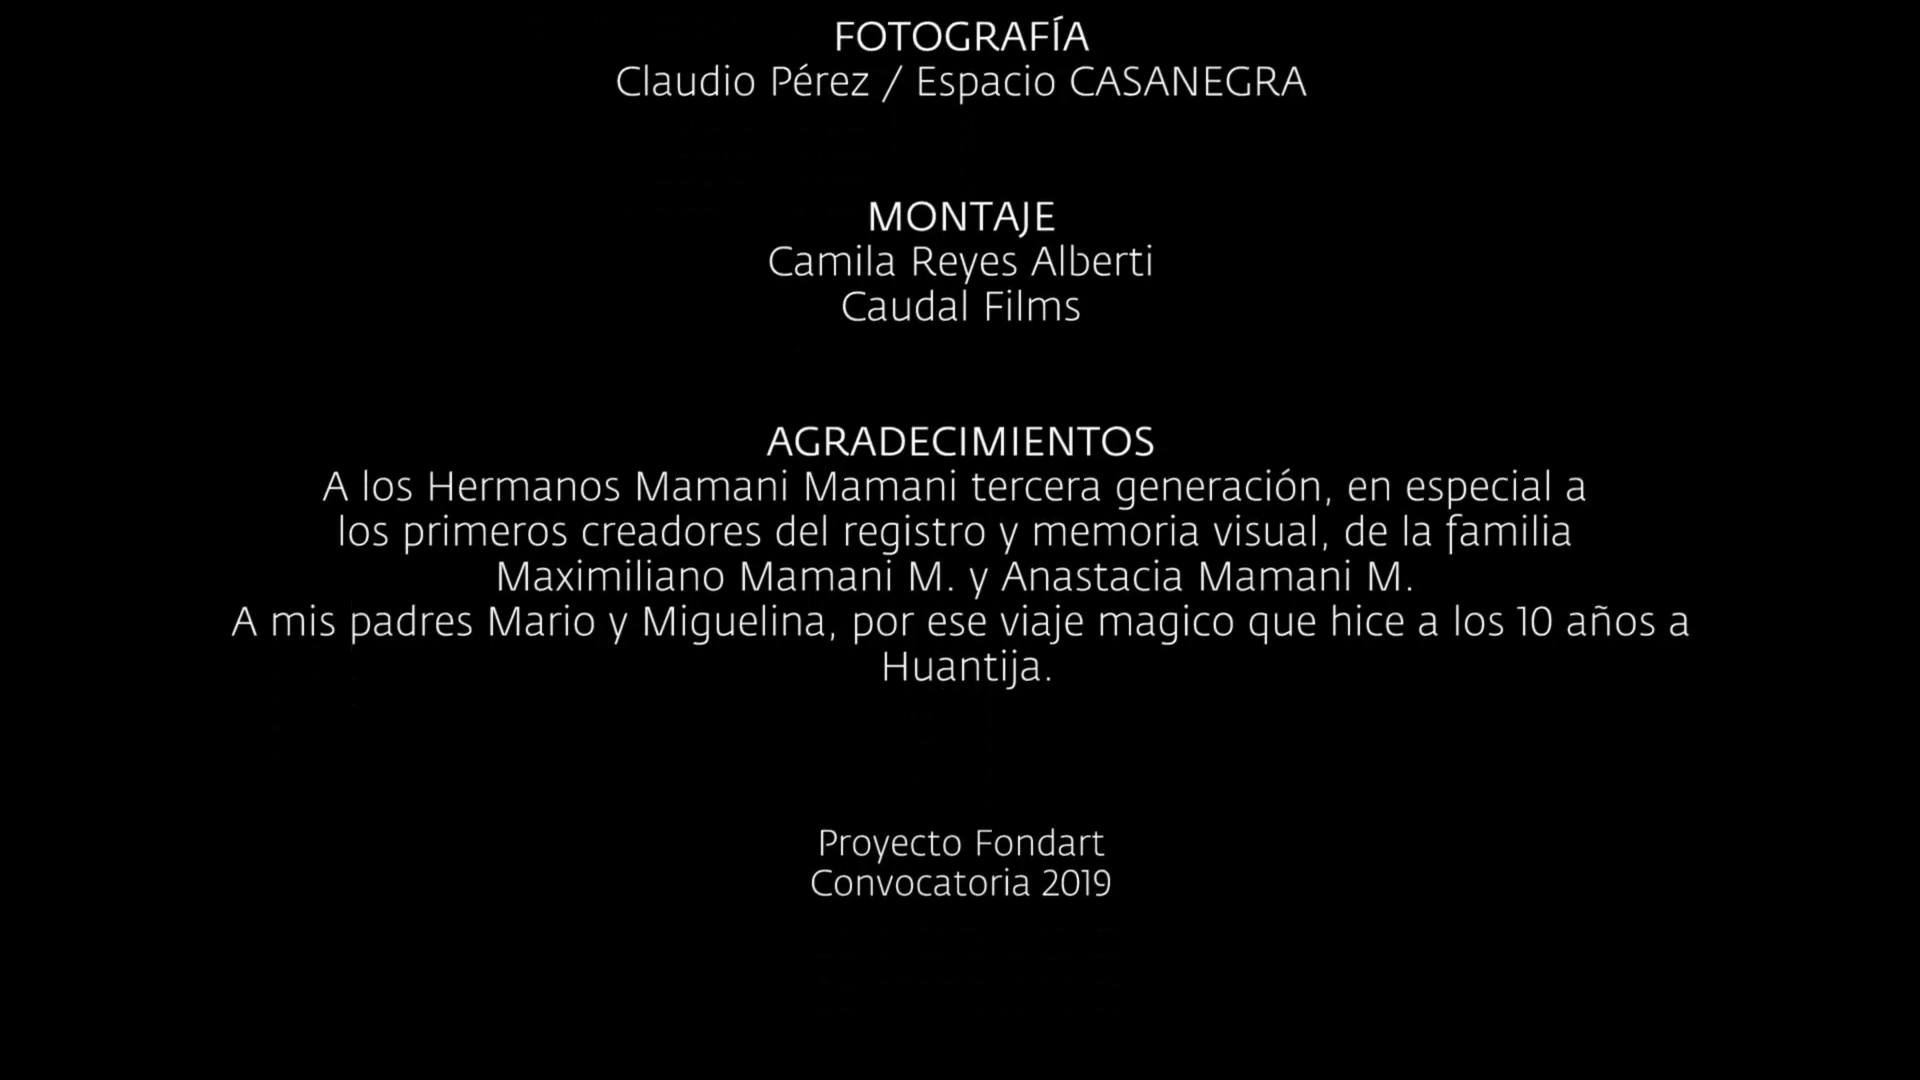 FOTOGRAFÍA
Claudio Pérez / Espacio CASANEGRA
MONTAJE
Camila Reyes Alberti
Caudal Films
AGRADECIMIENTOS
A los Hermanos Mamani Mamani tercera generación, en especial a
los primeros creadores del registro y memoria visual, de la familia
Maximiliano Mamani M. y Anastacia Mamani M.
A mis padres Mario y Miguelina, por ese viaje magico que hice a los 10 años a
Huantija.
Proyecto Fondart
Convocatoria 2019